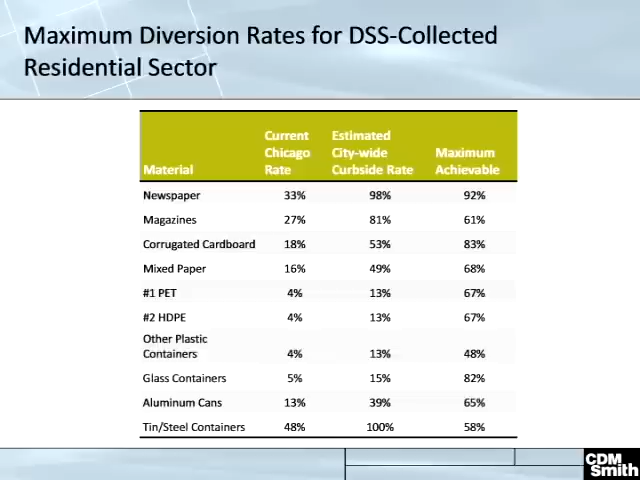 Maximum Diversion Rates for DSS-Collected
Residential Sector
Material Current Chicago Rate Estimated City-wide Curbside Rate Maximum Achievable
Newspaper 33% 98% 92%
Magazines 27% 81% 61%
Corrugated Cardboard 18% 53% 83%
Mixed Paper 16% 49% 68%
#1 PET 4% 13% 67%
#2 HDPE 4% 13% 67%
Other Plastic
Containers 4% 13% 48%
Glass Containers 5% 15% 82%
Aluminum Cans 13% 39% 65%
Tin/Steel Containers 48% 100% 58%
CDM
Smith